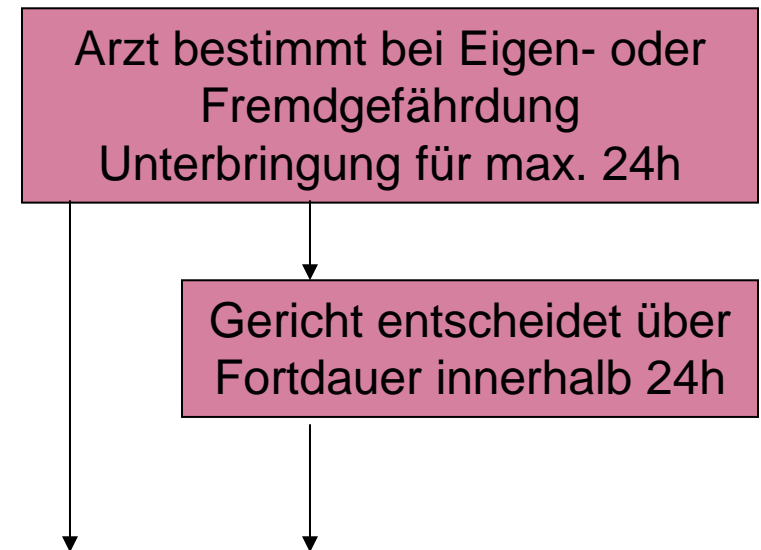 Arzt bestimmt bei Eigen- oder
Fremdgefährdung
Unterbringung für max. 24h
Gericht entscheidet über
Fortdauer innerhalb 24h